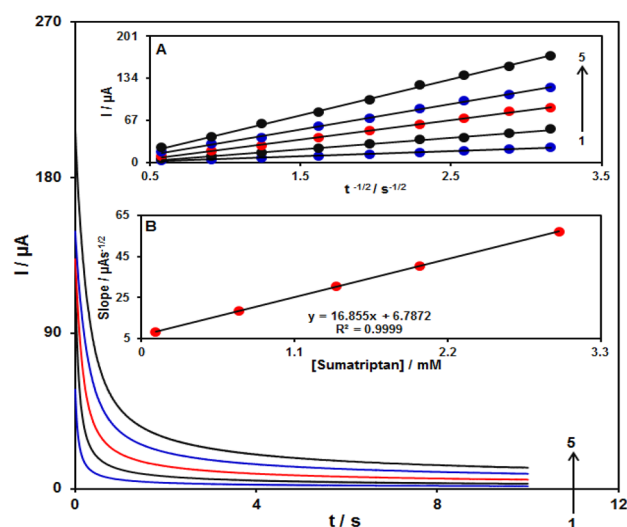 270
180
90
0
I / µA
0
4
8
12
t / s
5
1
A
201
134
67
0
I / µA
0.5
1.5
2.5
3.5
t -1/2/ s-1/2
5
1
B
65
45
25
5
Slope / µAs-1/2
y = 16.855x + 6.7872
R² = 0.9999
0
1.1
2.2
3.3
[Sumatriptan] / mM